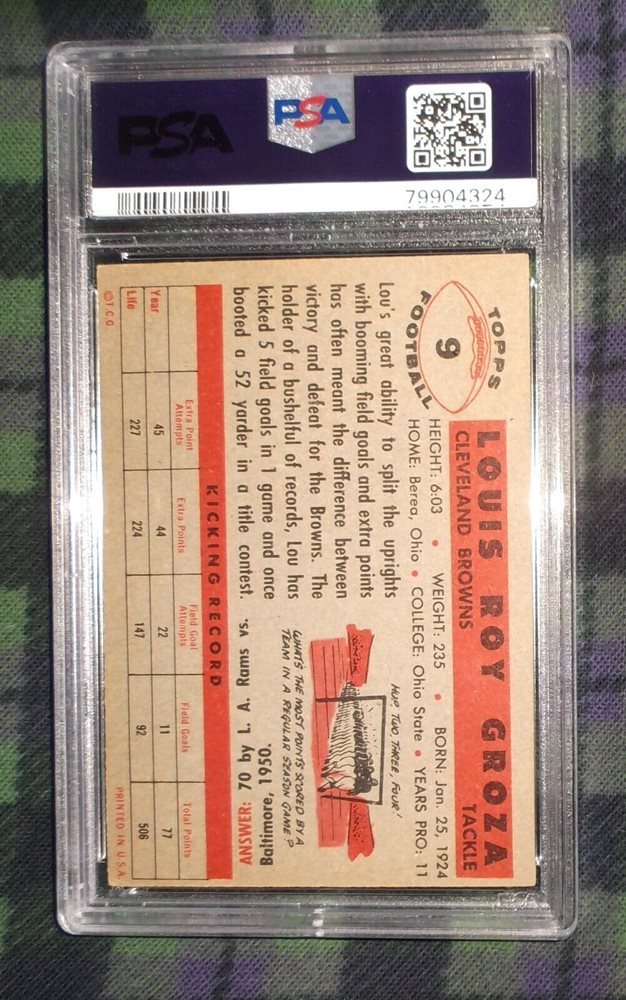 PSA
PSA
79904324
TOPPS
9
FOOTBALL
LOUIS ROY GROZA
CLEVELAND BROWNS
TACKLE
HEIGHT: 6:03 • WEIGHT: 235 • BORN: Jan. 25, 1924
HOME: Berea, Ohio • COLLEGE: Ohio State • YEARS PRO: 11
Lou's great ability to split the uprights
with booming field goals and extra points
has often meant the difference between
victory and defeat for the Browns. The
holder of a bushelful of records, Lou has
kicked 5 field goals in 1 game and once
booted a 52 yarder in a title contest.
HUP, TWO, THREE, FOUR!
WHAT'S THE MOST POINTS SCORED BY A
TEAM IN A REGULAR SEASON GAME?
ANSWER: 70 by L. A. Rams vs.
Baltimore, 1950.
KICKING RECORD
Extra Point Attempts Extra Points Field Goal Attempts Field Goals Total Points
Year 45 44 22 11 77
Life 227 224 147 92 506
©T.C.G. PRINTED IN U.S.A.